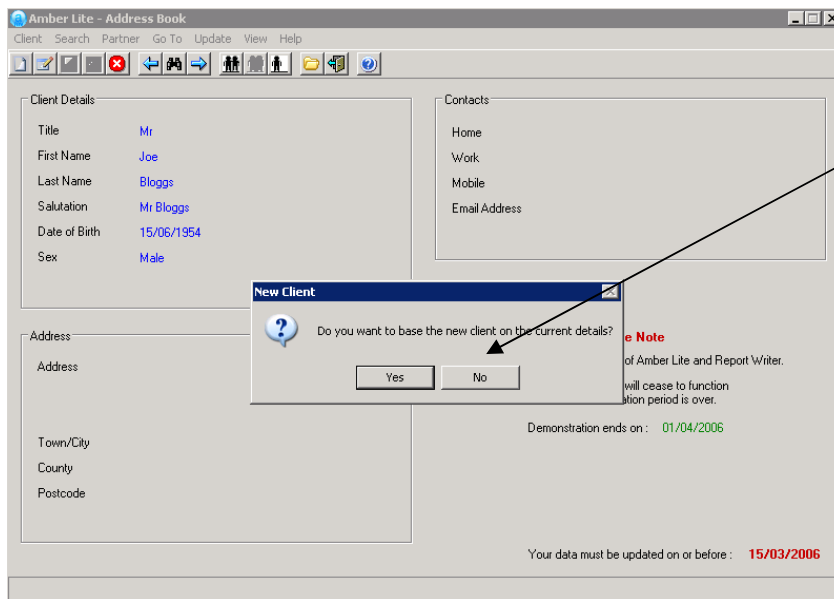 Amber Lite - Address Book
Client Search Partner Go To Update View Help
Client Details
Title Mr
First Name Joe
Last Name Bloggs
Salutation Mr Bloggs
Date of Birth 15/06/1954
Sex Male
Contacts
Home
Work
Mobile
Email Address
New Client
Do you want to base the new client on the current details?
Yes No
Address
Address
Town/City
County
Postcode
e Note
of Amber Lite and Report Writer.
will cease to function
ation period is over.
Demonstration ends on : 01/04/2006
Your data must be updated on or before : 15/03/2006